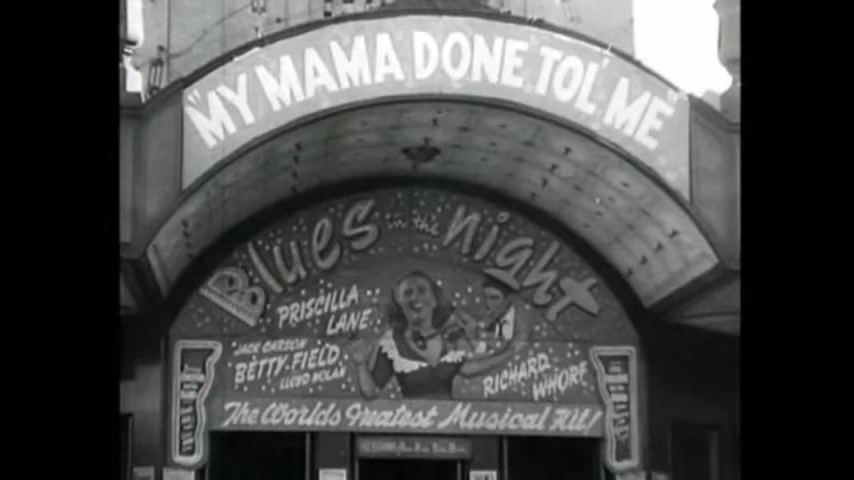 "MY MAMA DONE TOL' ME"
Blues in the night
PRISCILLA
LANE
JACK CARSON
BETTY FIELD
LLOYD NOLAN
RICHARD
WHORF
The Worlds Greatest Musical Hit!